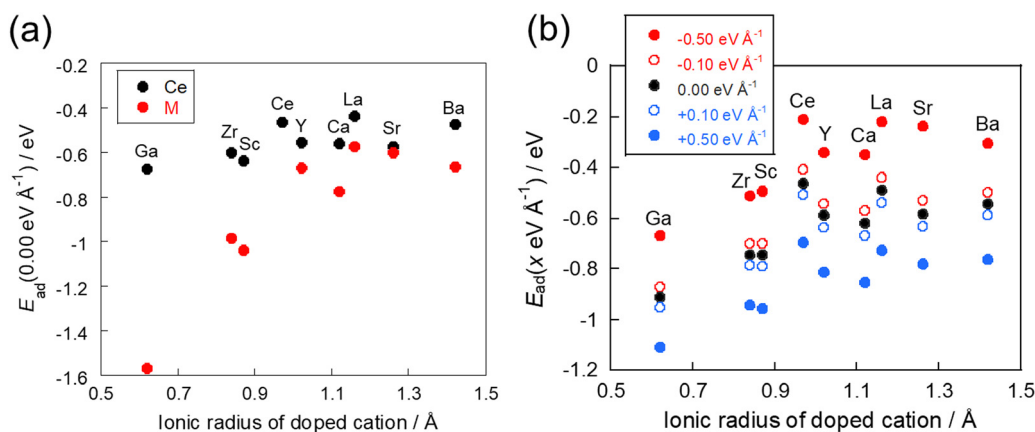 (a)
Ce
M
Ga
Zr
Sc
Ce
Y
Ca
La
Sr
Ba
-0.2
-0.4
-0.6
-0.8
-1
-1.2
-1.4
-1.6
0.5 0.7 0.9 1.1 1.3 1.5
E_ad(0.00 eV Å⁻¹) / eV
Ionic radius of doped cation / Å
(b)
-0.50 eV Å⁻¹
-0.10 eV Å⁻¹
0.00 eV Å⁻¹
+0.10 eV Å⁻¹
+0.50 eV Å⁻¹
Ga
Zr
Sc
Ce
Y
Ca
La
Sr
Ba
0
-0.2
-0.4
-0.6
-0.8
-1
-1.2
0.5 0.7 0.9 1.1 1.3 1.5
E_ad(x eV Å⁻¹) / eV
Ionic radius of doped cation / Å